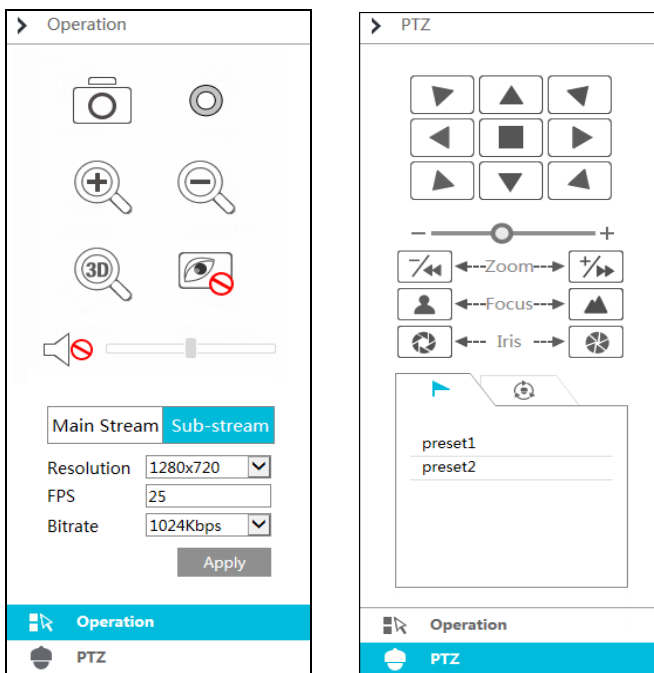 Operation
3D
Main Stream Sub-stream
Resolution 1280x720
FPS 25
Bitrate 1024Kbps
Apply
Operation
PTZ
PTZ
- +
-/◂◂ ◂---Zoom---▸ +/▸▸
◂---Focus---▸
◂--- Iris ---▸
preset1
preset2
Operation
PTZ